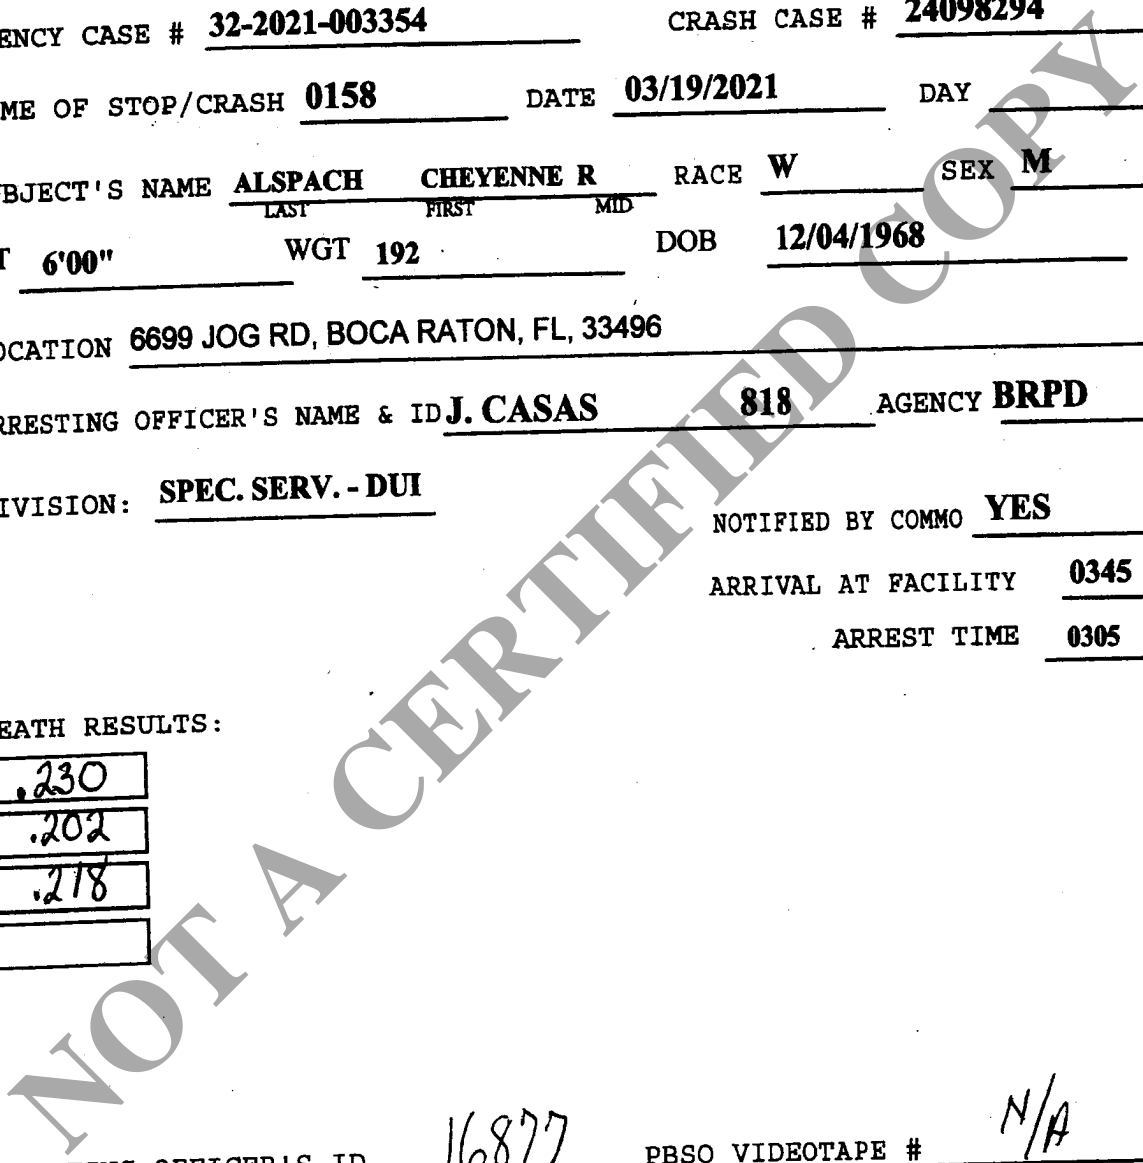 ENCY CASE # 32-2021-003354 CRASH CASE # 24098294
ME OF STOP/CRASH 0158 DATE 03/19/2021 DAY
BJECT'S NAME ALSPACH CHEYENNE R RACE W SEX M
LAST FIRST MID
T 6'00" WGT 192 DOB 12/04/1968
OCATION 6699 JOG RD, BOCA RATON, FL, 33496
RRESTING OFFICER'S NAME & ID J. CASAS 818 AGENCY BRPD
IVISION: SPEC. SERV. - DUI
NOTIFIED BY COMMO YES
ARRIVAL AT FACILITY 0345
ARREST TIME 0305
EATH RESULTS:
.230
.202
.218
OFFICER'S ID 16877 PBSO VIDEOTAPE # N/A
NOT A CERTIFIED COPY